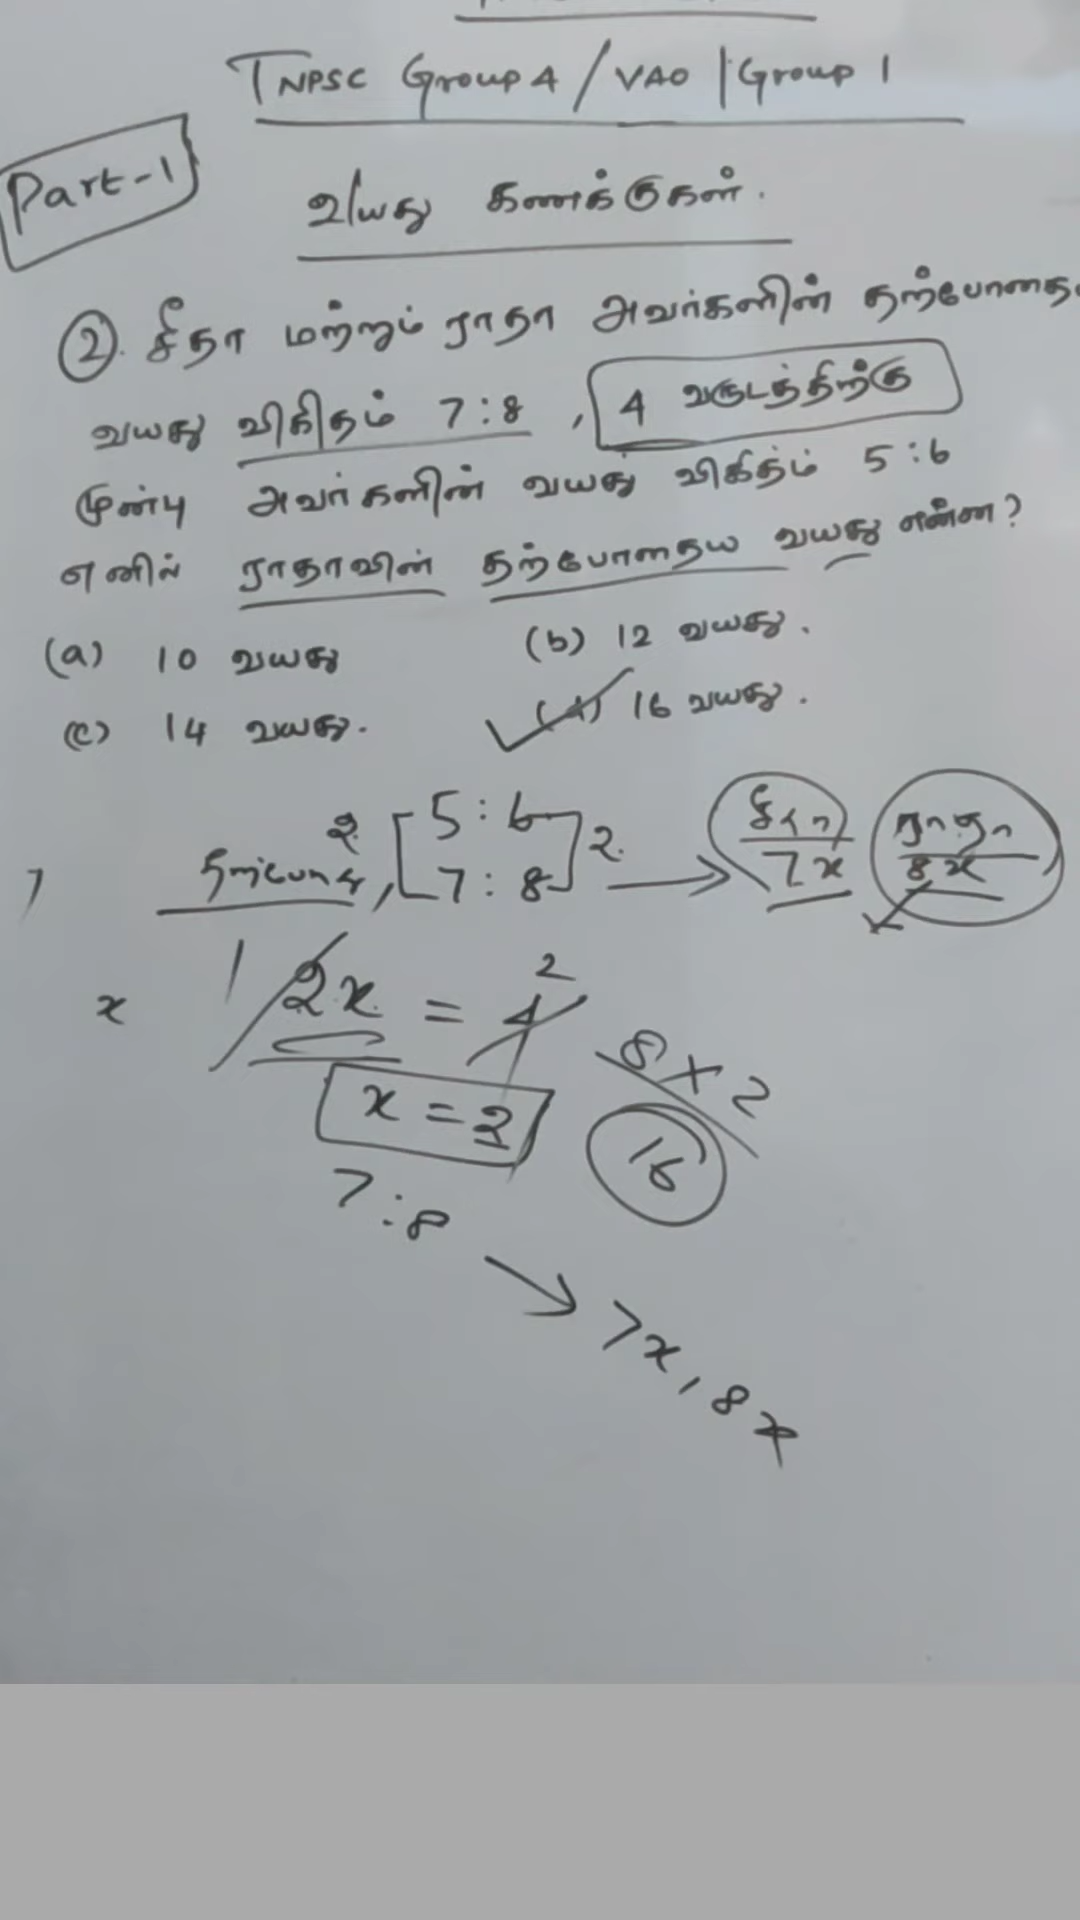 TNPSC Group 4 / VAO | Group 1
Part-1
வயது கணக்குகள்.
2. சீதா மற்றும் ராதா அவர்களின் தற்போதைய
வயது விகிதம் 7:8, 4 வருடத்திற்கு
முன்பு அவர்களின் வயது விகிதம் 5:6
எனில் ராதாவின் தற்போதைய வயது என்ன?
(a) 10 வயது (b) 12 வயது.
(c) 14 வயது. (d) 16 வயது.
2 [5:6] 2 → சீதா ராதா
தற்போது, [7:8] 7x 8x
x 1 2x = 4 2
8 x 2
x = 2
16
7:8
→ 7x, 8x